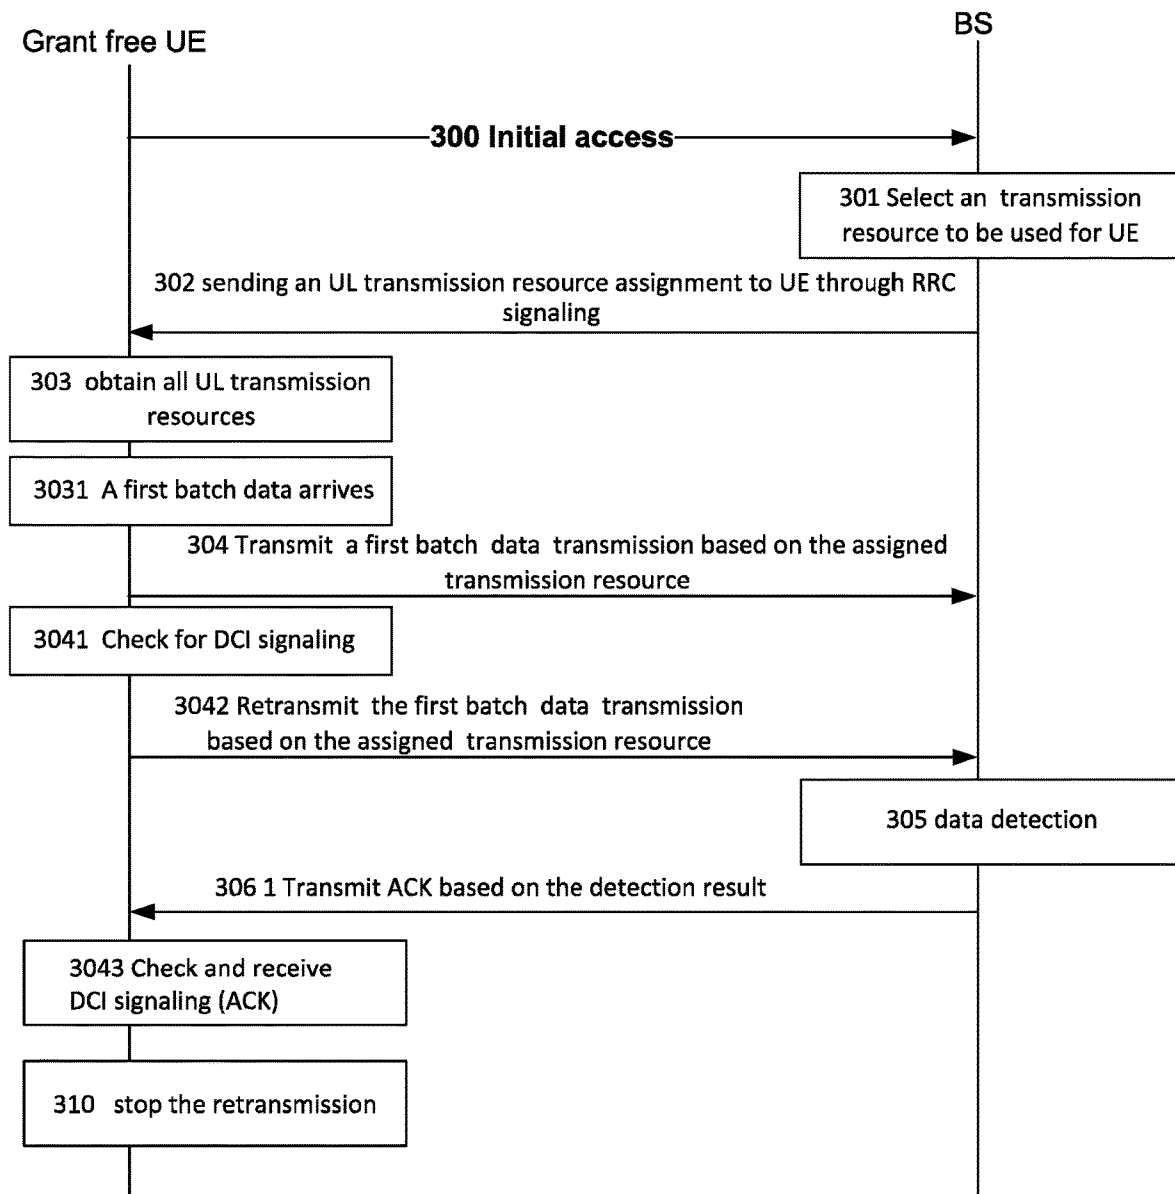 Grant free UE
BS
300 Initial access
301 Select an transmission
resource to be used for UE
302 sending an UL transmission resource assignment to UE through RRC
signaling
303 obtain all UL transmission
resources
3031 A first batch data arrives
304 Transmit a first batch data transmission based on the assigned
transmission resource
3041 Check for DCI signaling
3042 Retransmit the first batch data transmission
based on the assigned transmission resource
305 data detection
306 1 Transmit ACK based on the detection result
3043 Check and receive
DCI signaling (ACK)
310 stop the retransmission